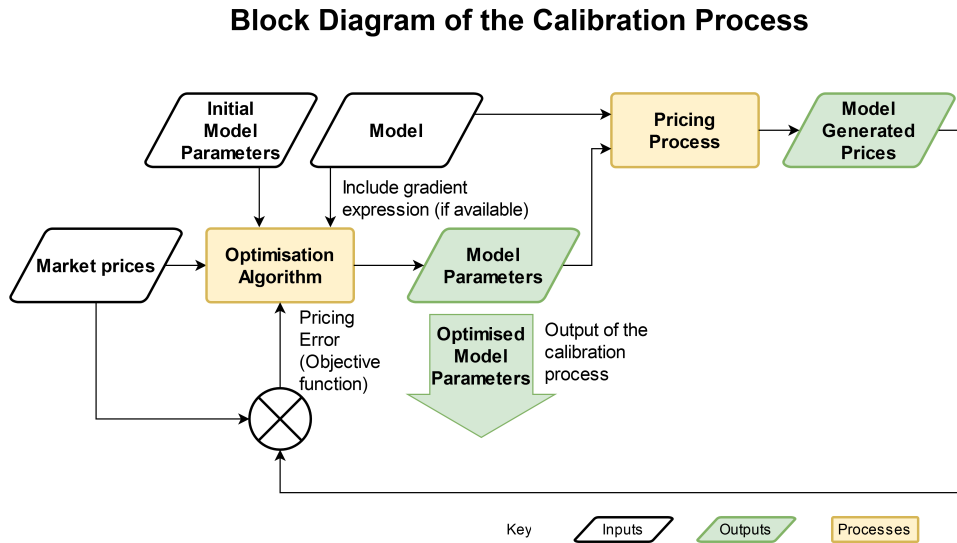 Block Diagram of the Calibration Process
Initial
Model
Parameters
Model
Pricing
Process
Model
Generated
Prices
Include gradient
expression (if available)
Market prices
Optimisation
Algorithm
Model
Parameters
Pricing
Error
(Objective
function)
Optimised
Model
Parameters
Output of the
calibration
process
Key
Inputs
Outputs
Processes